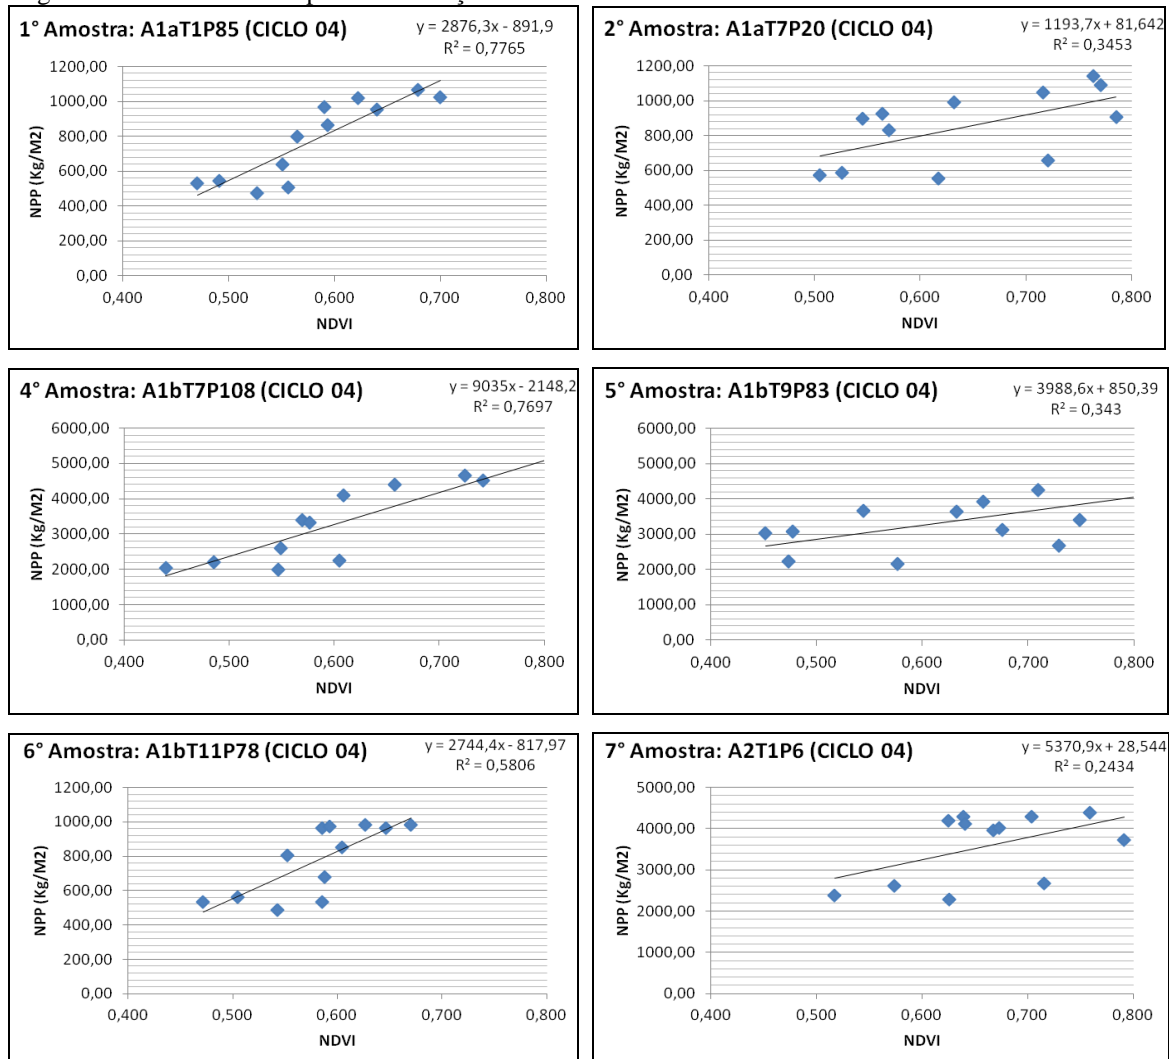 1° Amostra: A1aT1P85 (CICLO 04)
y = 2876,3x - 891,9
R² = 0,7765
NPP (Kg/M2)
1200,00
1000,00
800,00
600,00
400,00
200,00
0,00
0,400 0,500 0,600 0,700 0,800
NDVI
2° Amostra: A1aT7P20 (CICLO 04)
y = 1193,7x + 81,642
R² = 0,3453
NPP (Kg/M2)
1200,00
1000,00
800,00
600,00
400,00
200,00
0,00
0,400 0,500 0,600 0,700 0,800
NDVI
4° Amostra: A1bT7P108 (CICLO 04)
y = 9035x - 2148,2
R² = 0,7697
NPP (Kg/M2)
6000,00
5000,00
4000,00
3000,00
2000,00
1000,00
0,00
0,400 0,500 0,600 0,700 0,800
NDVI
5° Amostra: A1bT9P83 (CICLO 04)
y = 3988,6x + 850,39
R² = 0,343
NPP (Kg/M2)
6000,00
5000,00
4000,00
3000,00
2000,00
1000,00
0,00
0,400 0,500 0,600 0,700 0,800
NDVI
6° Amostra: A1bT11P78 (CICLO 04)
y = 2744,4x - 817,97
R² = 0,5806
NPP (Kg/M2)
1200,00
1000,00
800,00
600,00
400,00
200,00
0,00
0,400 0,500 0,600 0,700 0,800
NDVI
7° Amostra: A2T1P6 (CICLO 04)
y = 5370,9x + 28,544
R² = 0,2434
NPP (Kg/M2)
5000,00
4000,00
3000,00
2000,00
1000,00
0,00
0,400 0,500 0,600 0,700 0,800
NDVI